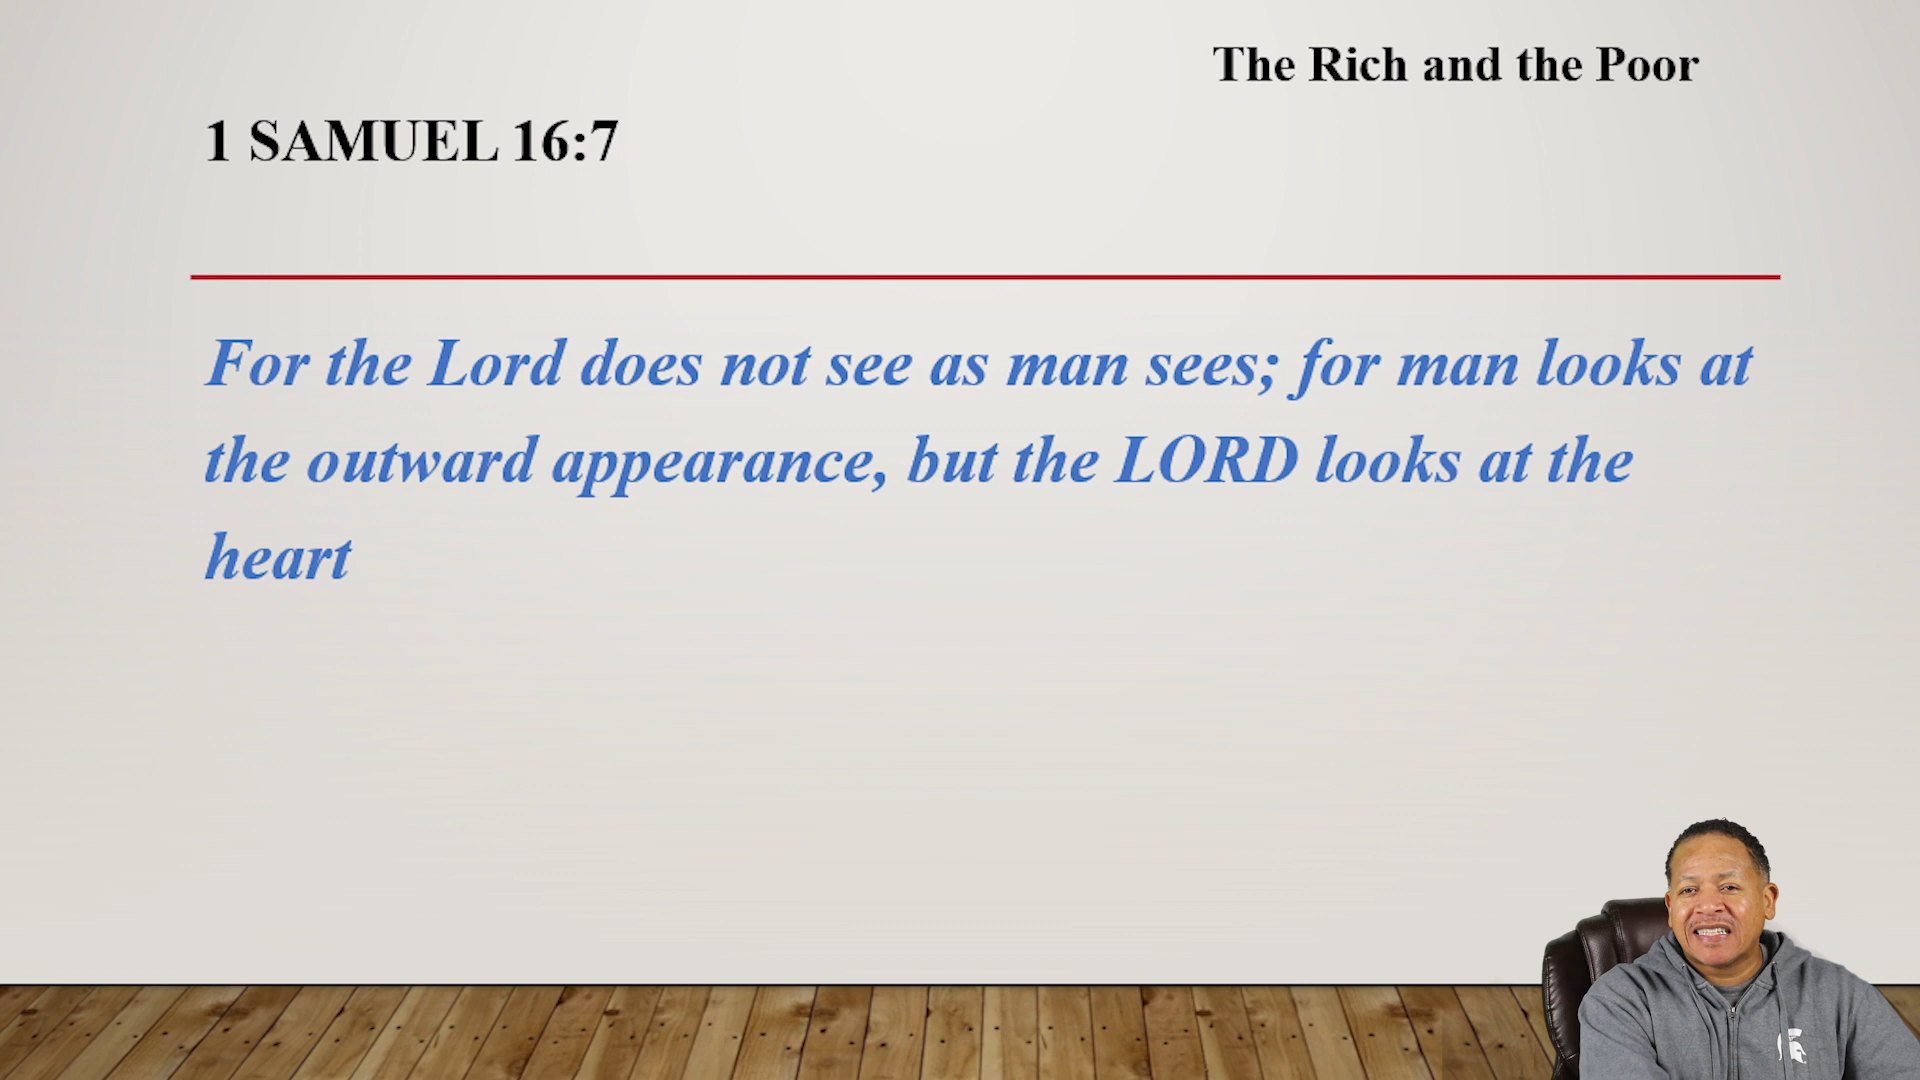 The Rich and the Poor
1 SAMUEL 16:7
For the Lord does not see as man sees; for man looks at
the outward appearance, but the LORD looks at the
heart